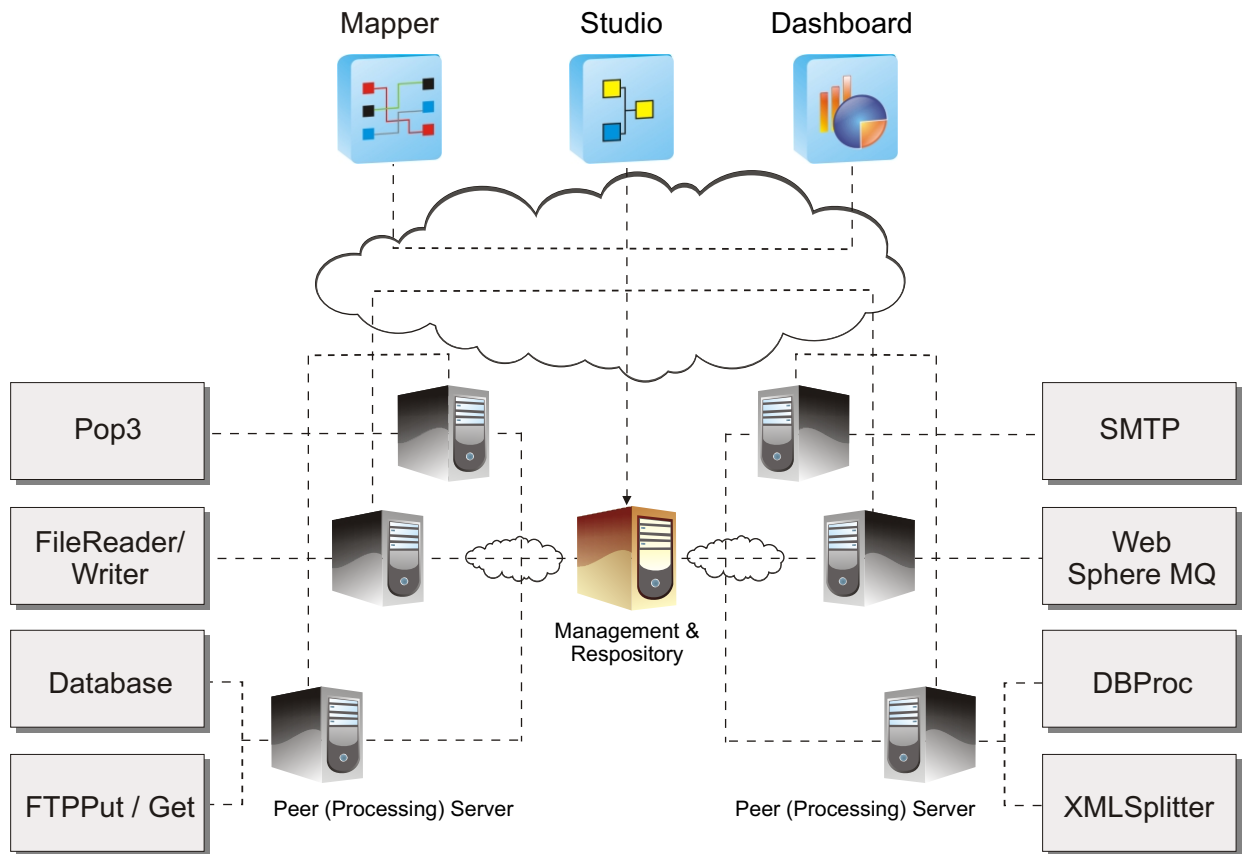 Mapper
Studio
Dashboard
Pop3
SMTP
FileReader/
Writer
Web
Sphere MQ
Management &
Respository
Database
DBProc
FTPPut / Get
Peer (Processing) Server
Peer (Processing) Server
XMLSplitter